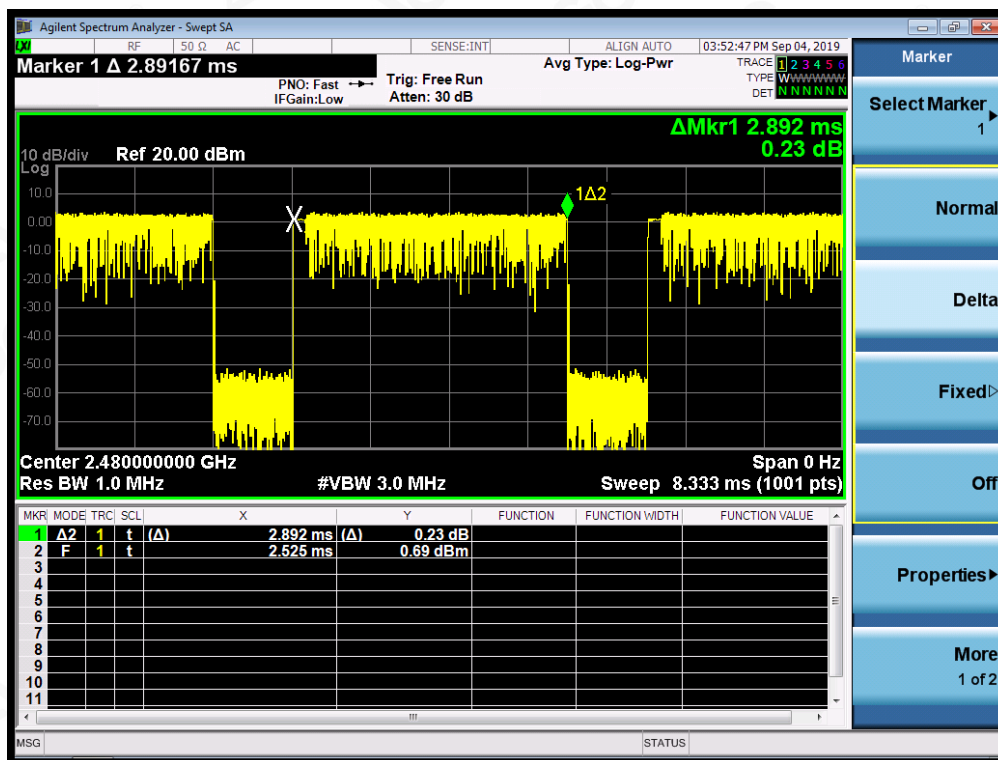 Agilent Spectrum Analyzer - Swept SA
LXI RF 50 Ω AC SENSE:INT ALIGN AUTO 03:52:47 PM Sep 04, 2019
Marker 1 Δ 2.89167 ms
PNO: Fast
IFGain:Low
Trig: Free Run
Atten: 30 dB
Avg Type: Log-Pwr
TRACE 1 2 3 4 5 6
TYPE WWWWWW
DET N N N N N N
ΔMkr1 2.892 ms
0.23 dB
10 dB/div Ref 20.00 dBm
Log
10.0
0.00
-10.0
-20.0
-30.0
-40.0
-50.0
-60.0
-70.0
X
1Δ2
Center 2.480000000 GHz Span 0 Hz
Res BW 1.0 MHz #VBW 3.0 MHz Sweep 8.333 ms (1001 pts)
MKR MODE TRC SCL X Y FUNCTION FUNCTION WIDTH FUNCTION VALUE
1 Δ2 1 t (Δ) 2.892 ms (Δ) 0.23 dB
2 F 1 t 2.525 ms 0.69 dBm
3
4
5
6
7
8
9
10
11
MSG STATUS
Marker
Select Marker
1
Normal
Delta
Fixed
Off
Properties
More
1 of 2